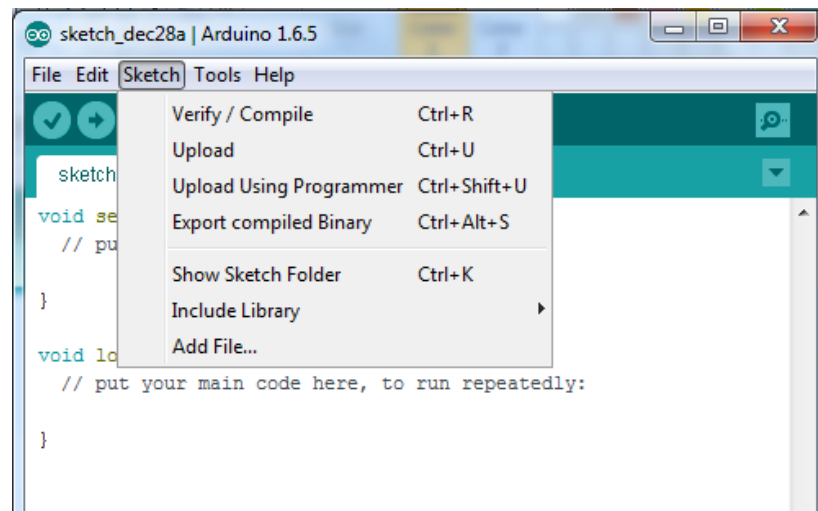 sketch_dec28a | Arduino 1.6.5
File Edit Sketch Tools Help
Verify / Compile Ctrl+R
Upload Ctrl+U
Upload Using Programmer Ctrl+Shift+U
Export compiled Binary Ctrl+Alt+S
Show Sketch Folder Ctrl+K
Include Library
Add File...
sketch
void se
// pu
}
void lo
// put your main code here, to run repeatedly:
}